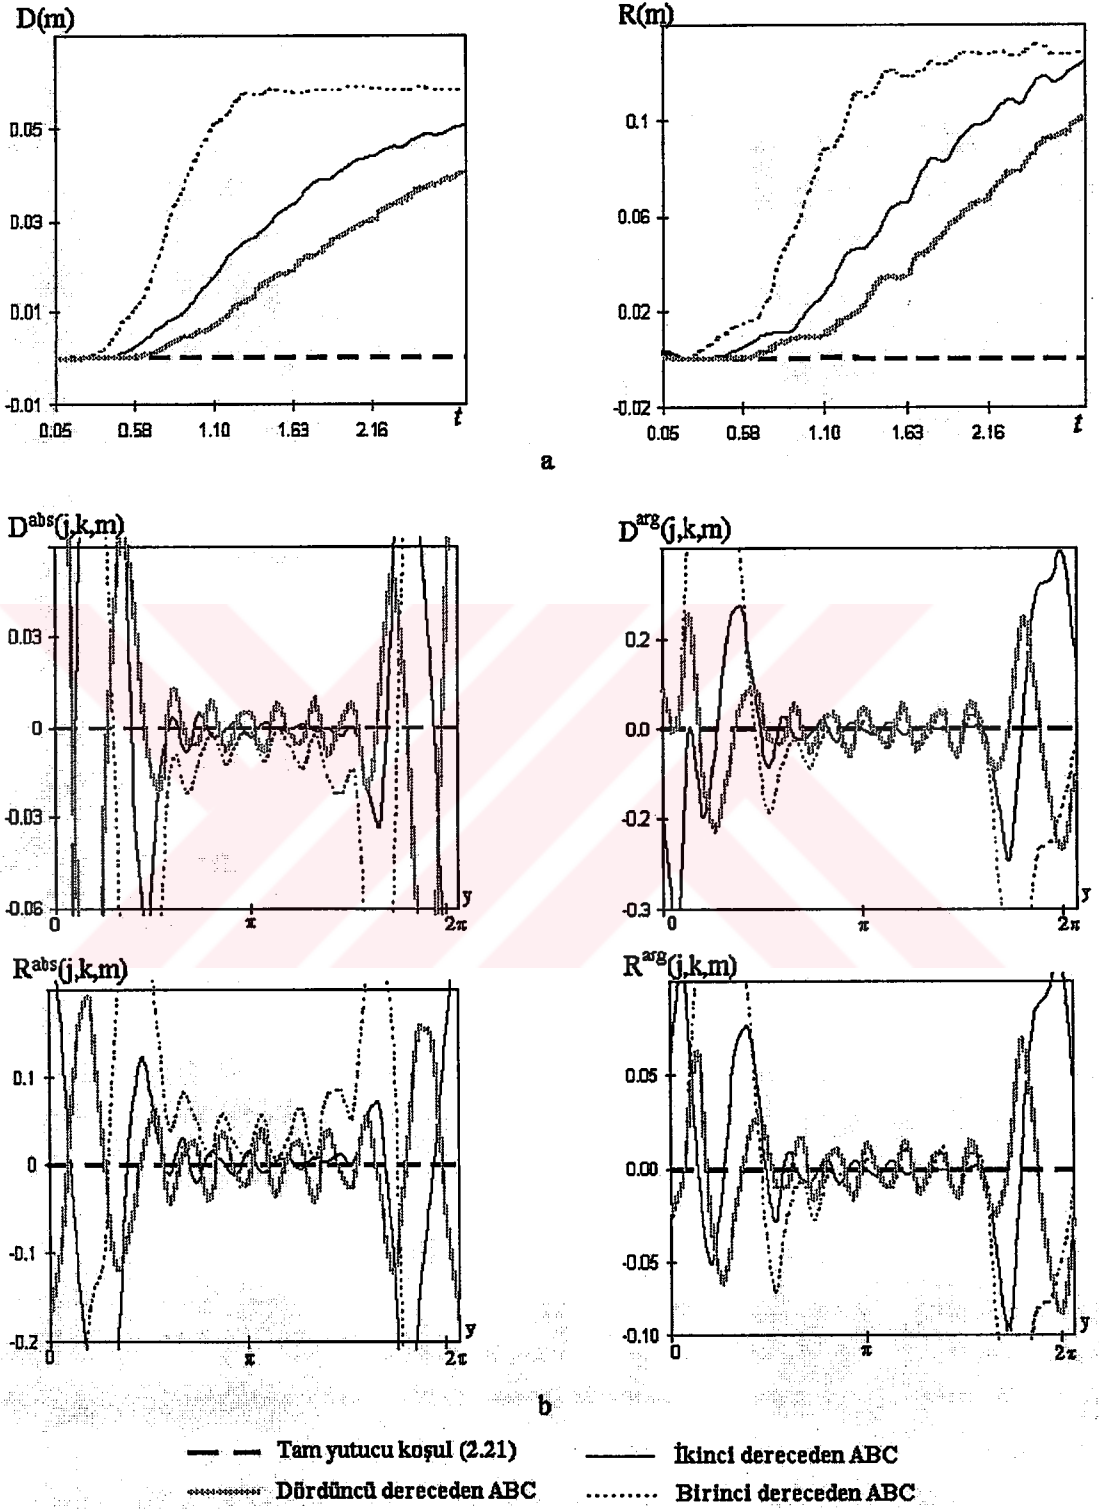 D(m)
0.05
0.03
0.01
-0.01
0.05 0.58 1.10 1.63 2.16 t
R(m)
0.1
0.06
0.02
-0.02
0.05 0.58 1.10 1.63 2.16 t
a
Dabs(j,k,m)
0.03
0
-0.03
-0.06
0 π 2π y
Darg(j,k,m)
0.2
0.0
-0.2
-0.3
0 π 2π y
Rabs(j,k,m)
0.1
0
-0.1
-0.2
0 π 2π y
Rarg(j,k,m)
0.05
0.00
-0.05
-0.10
0 π 2π y
b
Tam yutucu koşul (2.21)
İkinci dereceden ABC
Dördüncü dereceden ABC
Birinci dereceden ABC